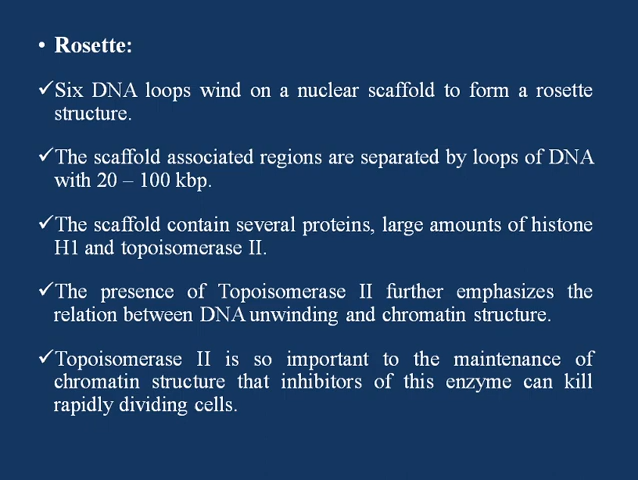 • Rosette:
✓Six DNA loops wind on a nuclear scaffold to form a rosette
structure.
✓The scaffold associated regions are separated by loops of DNA
with 20 – 100 kbp.
✓The scaffold contain several proteins, large amounts of histone
H1 and topoisomerase II.
✓The presence of Topoisomerase II further emphasizes the
relation between DNA unwinding and chromatin structure.
✓Topoisomerase II is so important to the maintenance of
chromatin structure that inhibitors of this enzyme can kill
rapidly dividing cells.